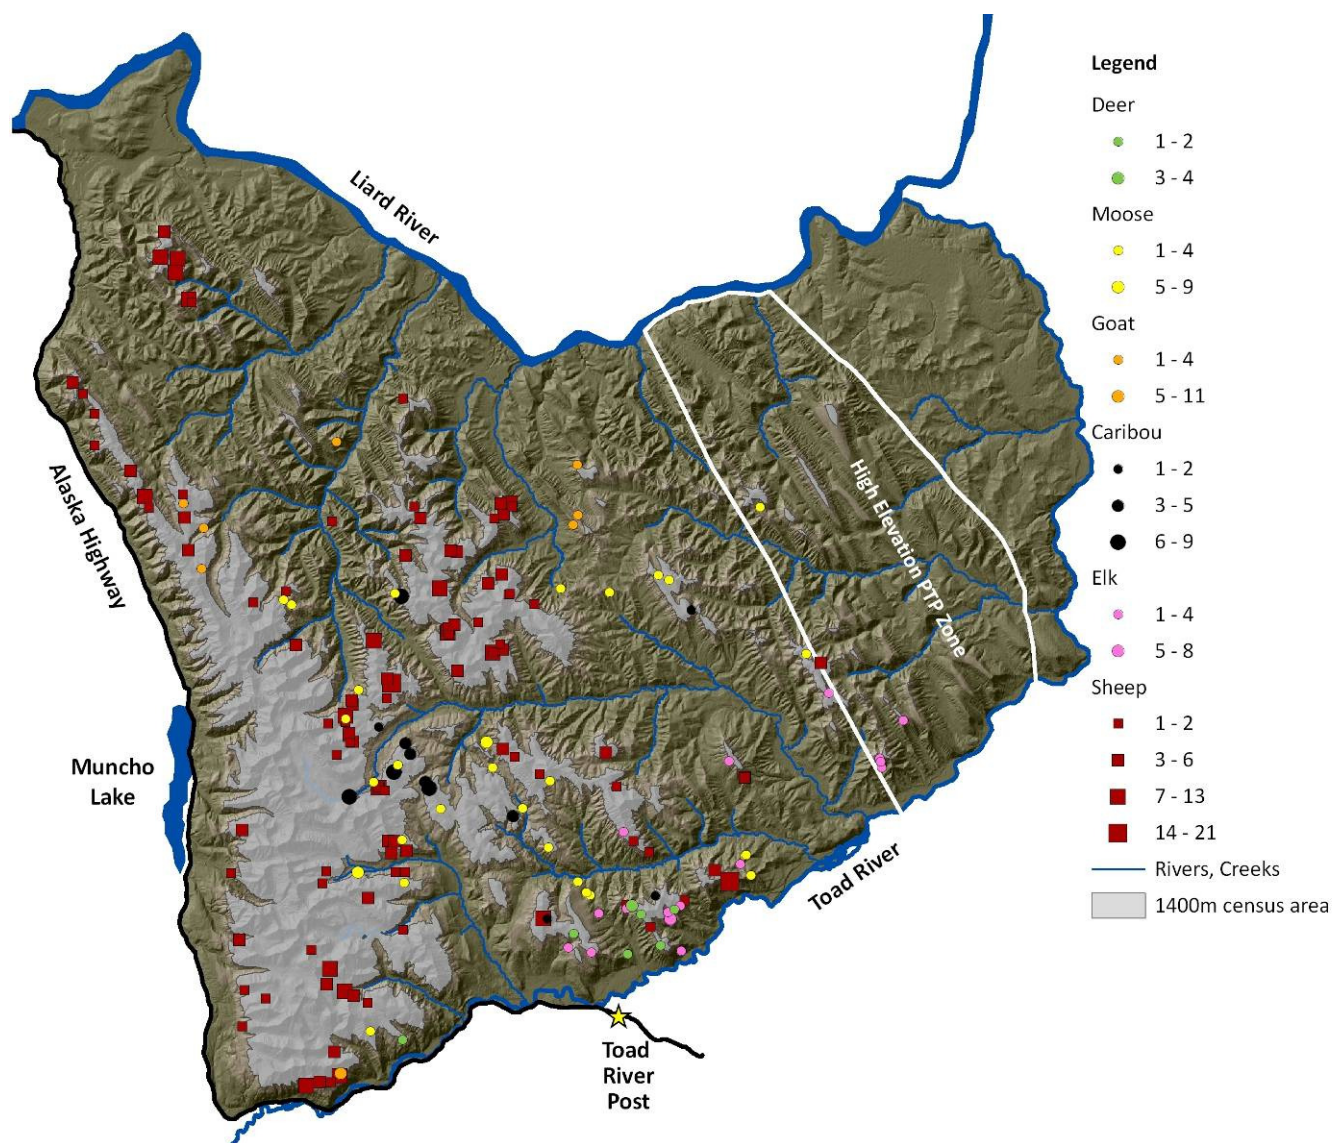 Liard River
Alaska Highway
High Elevation PTP Zone
Muncho
Lake
Toad River
Toad
River
Post
Legend
Deer
1 - 2
3 - 4
Moose
1 - 4
5 - 9
Goat
1 - 4
5 - 11
Caribou
1 - 2
3 - 5
6 - 9
Elk
1 - 4
5 - 8
Sheep
1 - 2
3 - 6
7 - 13
14 - 21
Rivers, Creeks
1400m census area